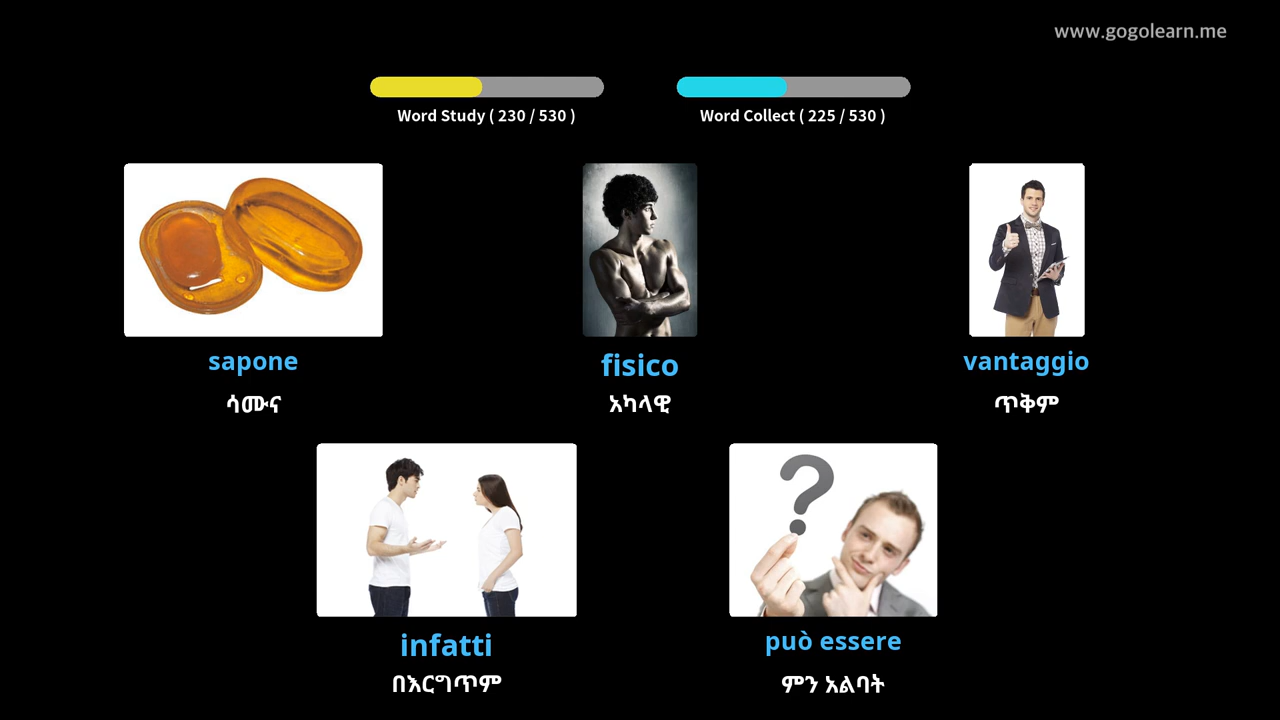 www.gogolearn.me
Word Study ( 230 / 530 )
Word Collect ( 225 / 530 )
sapone
ሳሙና
fisico
አካላዊ
vantaggio
ጥቅም
infatti
በእርግጥም
può essere
ምን አልባት